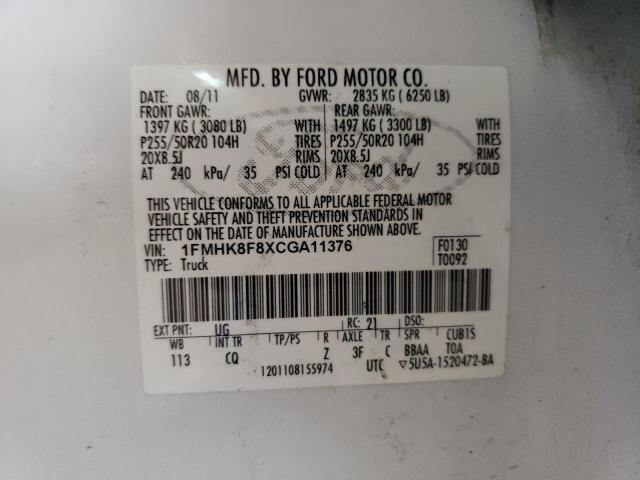 MFD. BY FORD MOTOR CO.
DATE: 08/11 GVWR: 2835 KG ( 6250 LB)
FRONT GAWR: REAR GAWR:
1397 KG ( 3080 LB) WITH 1497 KG ( 3300 LB) WITH
P255/50R20 104H TIRES P255/50R20 104H TIRES
20X8.5J RIMS 20X8.5J RIMS
AT 240 kPa/ 35 PSI COLD AT 240 kPa/ 35 PSI COLD
THIS VEHICLE CONFORMS TO ALL APPLICABLE FEDERAL MOTOR
VEHICLE SAFETY AND THEFT PREVENTION STANDARDS IN
EFFECT ON THE DATE OF MANUFACTURE SHOWN ABOVE.
VIN: 1FMHK8F8XCGA11376 F0130
TYPE: Truck T0092
EXT PNT: UG RC: 21 DSO:
WB INT TR TP/PS R AXLE TR SPR CUB1S
113 CQ Z 3F C BBAA TOA
1201108155974 UTC ▽5U5A-1520472-BA